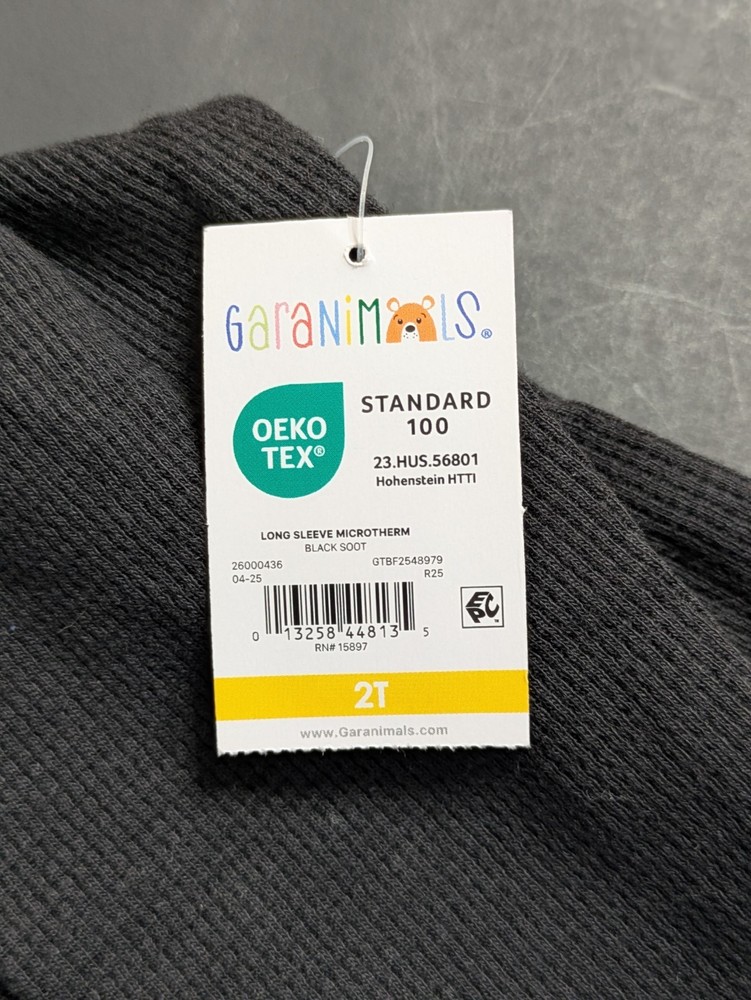 GaraNiMALS®
OEKO
TEX®
STANDARD
100
23.HUS.56801
Hohenstein HTTI
LONG SLEEVE MICROTHERM
BLACK SOOT
26000436 GTBF2548979
04-25 R25
0 13258 44813 5
RN# 15897
EPC™
2T
www.Garanimals.com